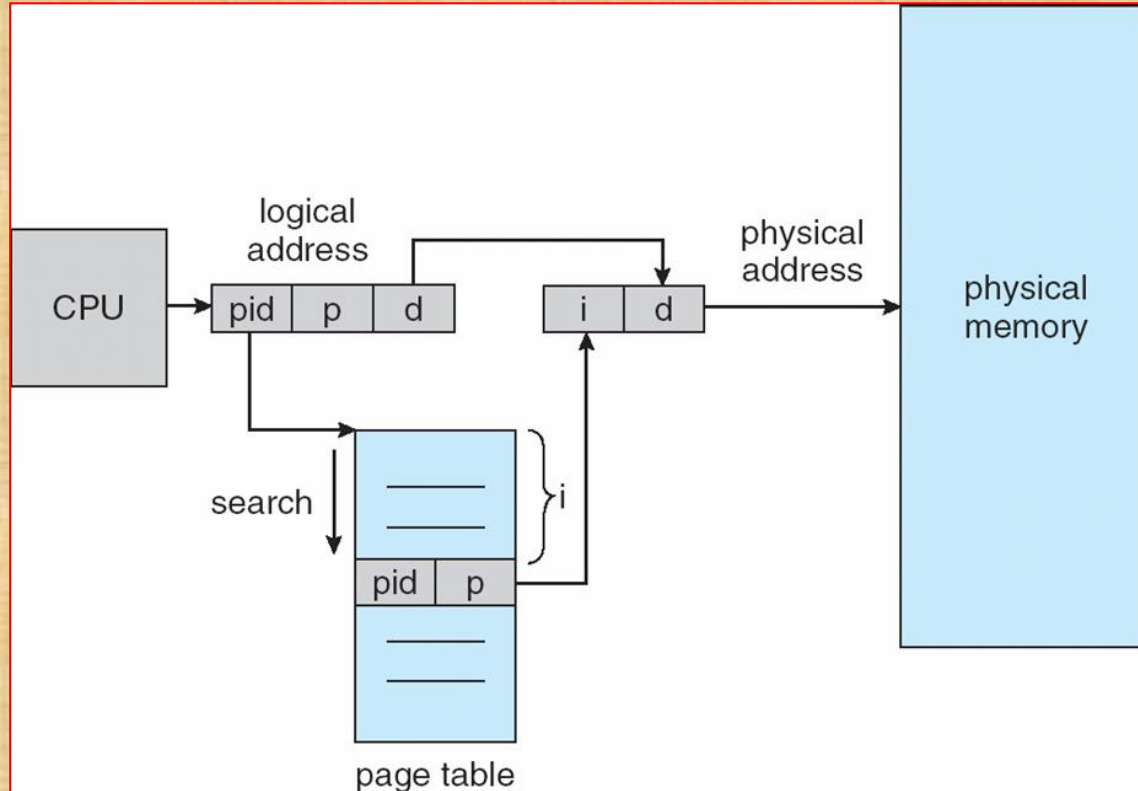 logical
address
CPU
pid p d
i d
physical
address
physical
memory
search
i
pid p
page table